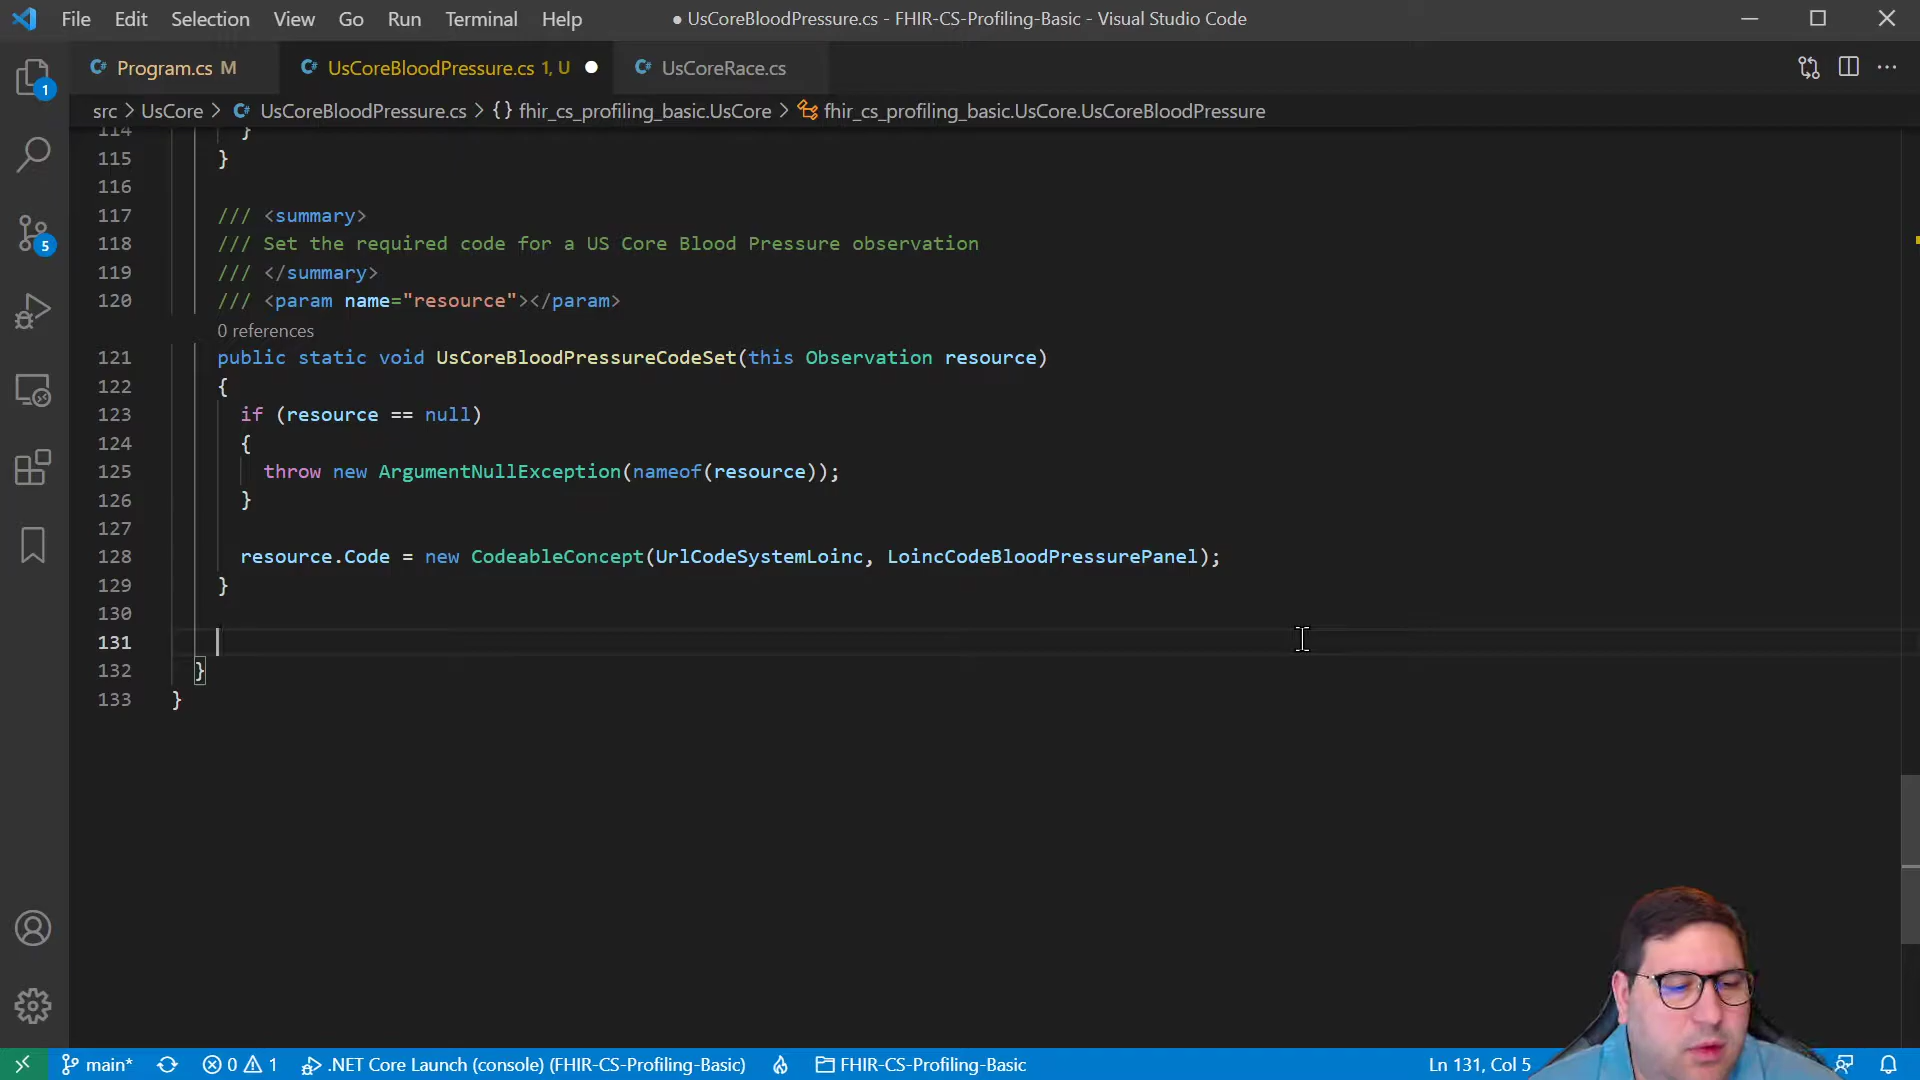 File Edit Selection View Go Run Terminal Help ● UsCoreBloodPressure.cs - FHIR-CS-Profiling-Basic - Visual Studio Code
Program.cs M UsCoreBloodPressure.cs 1, U UsCoreRace.cs
src > UsCore > UsCoreBloodPressure.cs > {} fhir_cs_profiling_basic.UsCore > fhir_cs_profiling_basic.UsCore.UsCoreBloodPressure
114 }
115 }
116
117 /// <summary>
118 /// Set the required code for a US Core Blood Pressure observation
119 /// </summary>
120 /// <param name="resource"></param>
0 references
121 public static void UsCoreBloodPressureCodeSet(this Observation resource)
122 {
123 if (resource == null)
124 {
125 throw new ArgumentNullException(nameof(resource));
126 }
127
128 resource.Code = new CodeableConcept(UrlCodeSystemLoinc, LoincCodeBloodPressurePanel);
129 }
130
131
132 }
133 }
1
5
main* 0 1 .NET Core Launch (console) (FHIR-CS-Profiling-Basic) FHIR-CS-Profiling-Basic Ln 131, Col 5